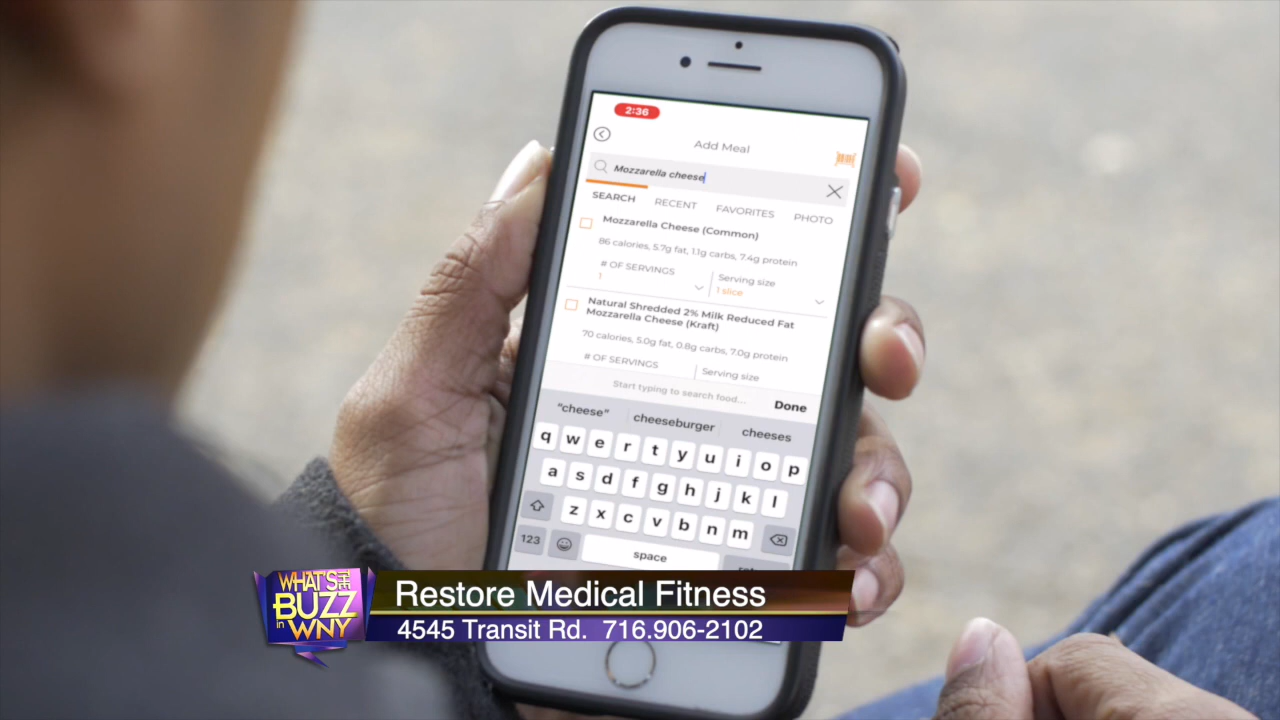 2:36
Add Meal
Mozzarella cheese
SEARCH RECENT FAVORITES PHOTO
Mozzarella Cheese (Common)
86 calories, 5.7g fat, 1.1g carbs, 7.4g protein
# OF SERVINGS Serving size
1 1 slice
Natural Shredded 2% Milk Reduced Fat
Mozzarella Cheese (Kraft)
70 calories, 5.0g fat, 0.8g carbs, 7.0g protein
# OF SERVINGS Serving size
Start typing to search food... Done
"cheese" cheeseburger cheeses
q w e r t y u i o p
a s d f g h j k l
z x c v b n m
123 space
WHAT'S THE
BUZZ
in WNY
Restore Medical Fitness
4545 Transit Rd. 716.906-2102